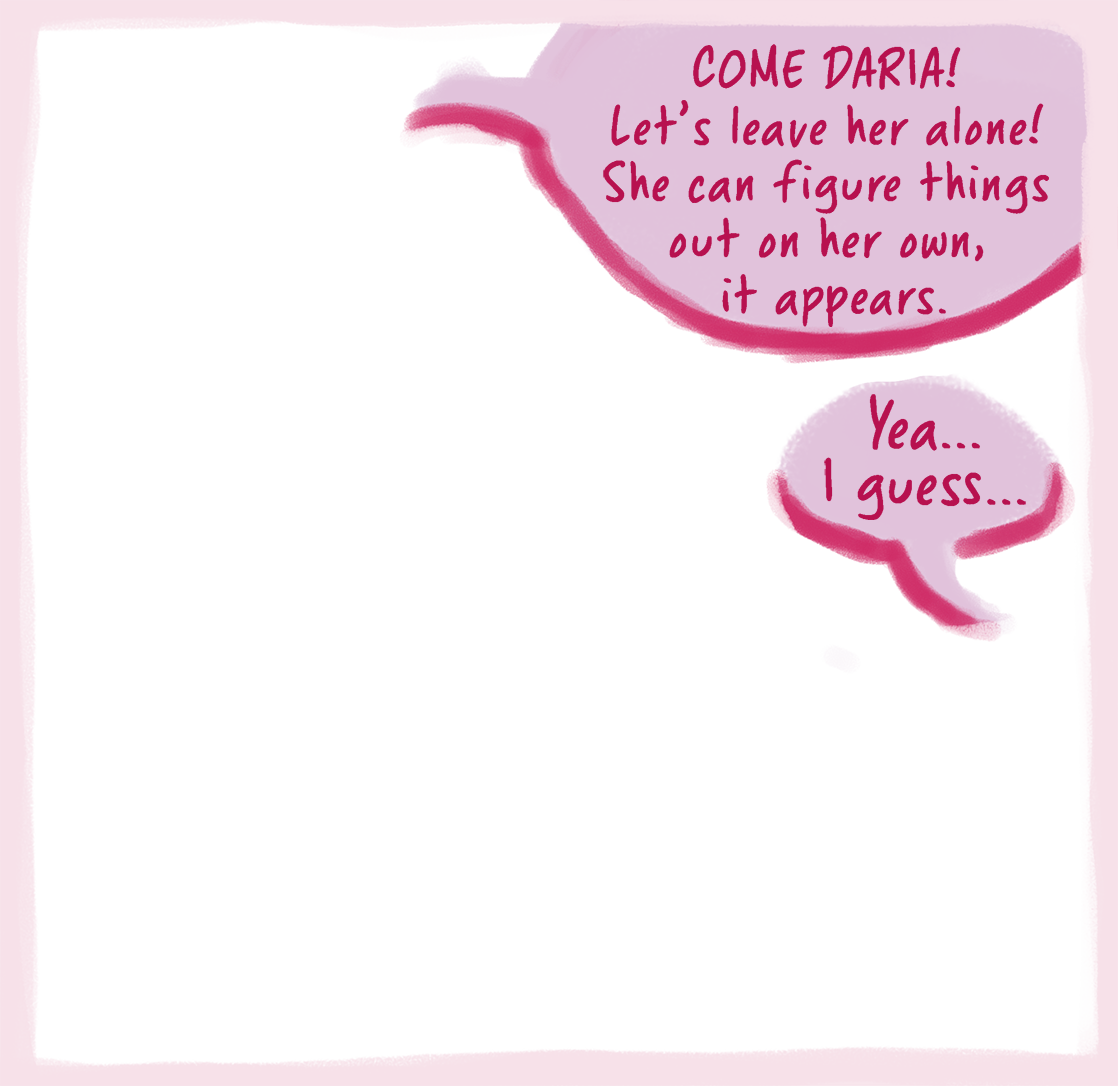 COME DARIA!
Let's leave her alone!
She can figure things
out on her own,
it appears.
Yea...
I guess...